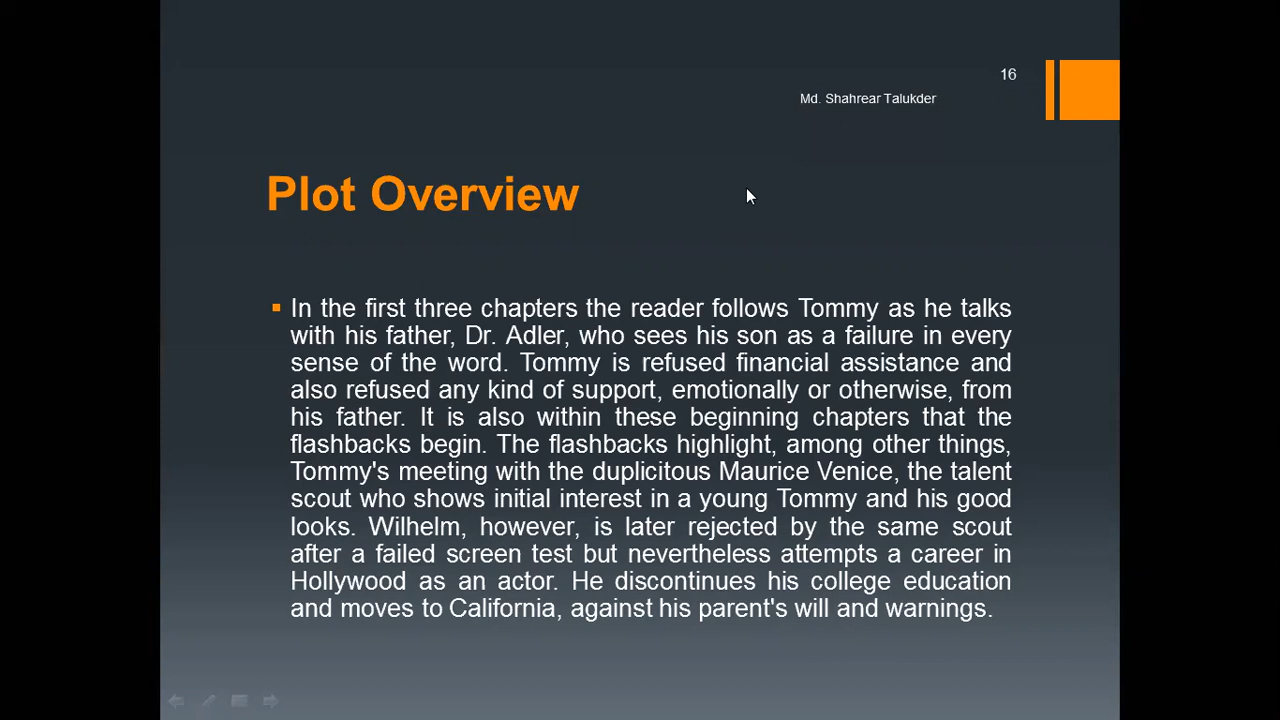 16
Md. Shahrear Talukder
Plot Overview
In the first three chapters the reader follows Tommy as he talks
with his father, Dr. Adler, who sees his son as a failure in every
sense of the word. Tommy is refused financial assistance and
also refused any kind of support, emotionally or otherwise, from
his father. It is also within these beginning chapters that the
flashbacks begin. The flashbacks highlight, among other things,
Tommy's meeting with the duplicitous Maurice Venice, the talent
scout who shows initial interest in a young Tommy and his good
looks. Wilhelm, however, is later rejected by the same scout
after a failed screen test but nevertheless attempts a career in
Hollywood as an actor. He discontinues his college education
and moves to California, against his parent's will and warnings.